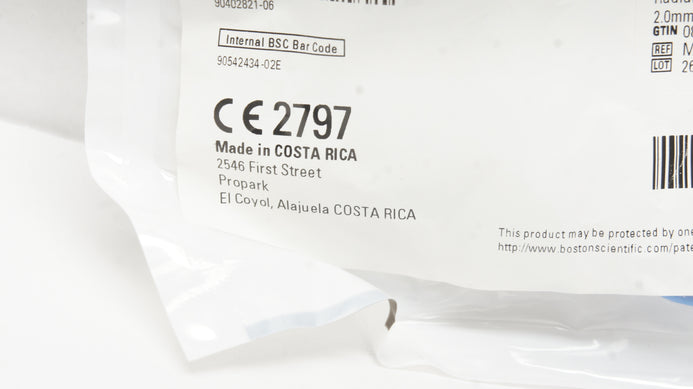 90402821-06
Internal BSC Bar Code
90542434-02E
CE 2797
Made in COSTA RICA
2546 First Street
Propark
El Coyol, Alajuela COSTA RICA
2.0mm
GTIN 08
REF M
LOT 26
This product may be protected by one
http://www.bostonscientific.com/pate